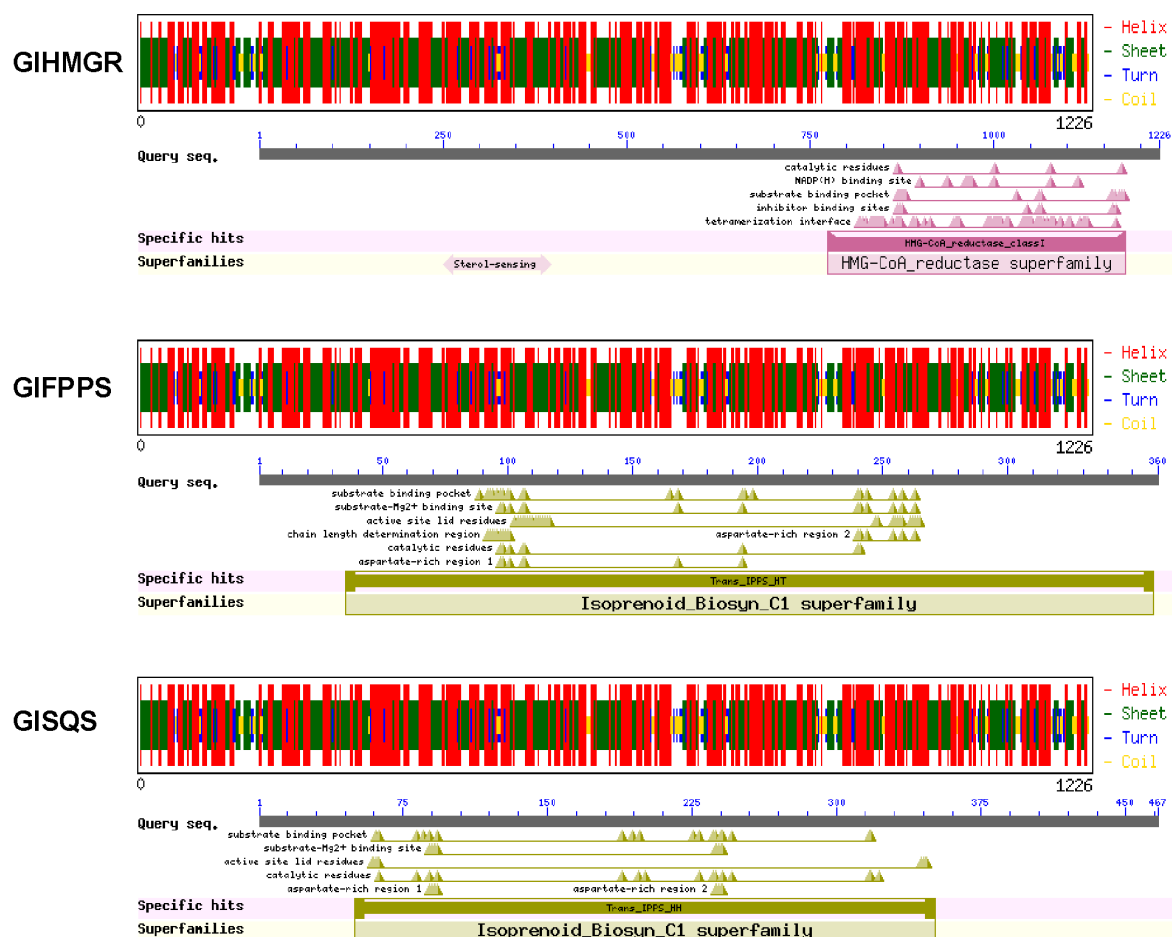 GIHMGR
- Helix
- Sheet
- Turn
- Coil
0 1226
1 250 500 750 1000 1226
Query seq.
catalytic residues
NADP(H) binding site
substrate binding pocket
inhibitor binding sites
tetramerization interface
Specific hits HMG-CoA_reductase_classI
Superfamilies Sterol-sensing HMG-CoA_reductase superfamily
GIFPPS
- Helix
- Sheet
- Turn
- Coil
0 1226
1 50 100 150 200 250 300 360
Query seq.
substrate binding pocket
substrate-Mg2+ binding site
active site lid residues
chain length determination region aspartate-rich region 2
catalytic residues
aspartate-rich region 1
Specific hits Trans_IPPS_HT
Superfamilies Isoprenoid_Biosyn_C1 superfamily
GISQS
- Helix
- Sheet
- Turn
- Coil
0 1226
1 75 150 225 300 375 450 467
Query seq.
substrate binding pocket
substrate-Mg2+ binding site
active site lid residues
catalytic residues
aspartate-rich region 1 aspartate-rich region 2
Specific hits Trans_IPPS_HH
Superfamilies Isoprenoid_Biosyn_C1 superfamily